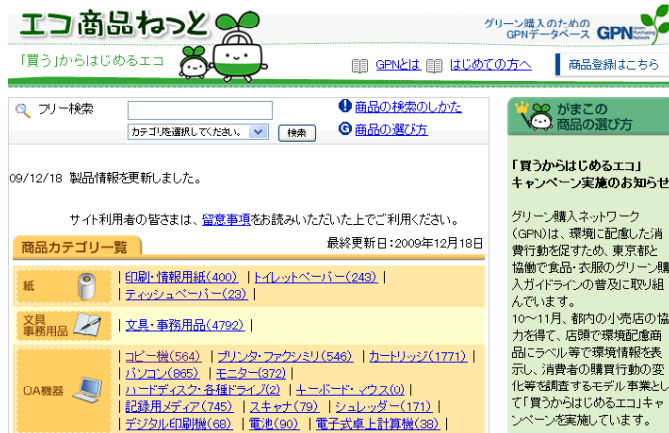 エコ商品ねっと
グリーン購入のための
GPNデータベース GPN
「買う」からはじめるエコ
GPNとは はじめての方へ 商品登録はこちら
フリー検索
カテゴリを選択してください。 検索
商品の検索のしかた
商品の選び方
09/12/18 製品情報を更新しました。
サイト利用者の皆さまは、留意事項をお読みいただいた上でご利用ください。
商品カテゴリ一覧 最終更新日:2009年12月18日
紙
|印刷・情報用紙(400) |トイレットペーパー(243) |
|ティッシュペーパー(23) |
文具
事務用品
|文具・事務用品(4792) |
OA機器
|コピー機(564) |プリンタ・ファクシミリ(546) |カートリッジ(1771) |
|パソコン(865) |モニター(372) |
|ハードディスク・各種ドライブ(2) |キーボード・マウス(0) |
|記録用メディア(745) |スキャナ(79) |シュレッダー(171) |
|デジタル印刷機(68) |電池(90) |電子式卓上計算機(38) |
がまこの
商品の選び方
「買うからはじめるエコ」
キャンペーン実施のお知らせ
グリーン購入ネットワーク
(GPN)は、環境に配慮した消
費行動を促すため、東京都と
協働で食品・衣服のグリーン購
入ガイドラインの普及に取り組
んでいます。
10~11月、都内の小売店の協
力を得て、店頭で環境配慮商
品にラベル等で環境情報を表
示し、消費者の購買行動の変
化等を調査するモデル事業とし
て「買うからはじめるエコ」キャ
ンペーンを実施しています。